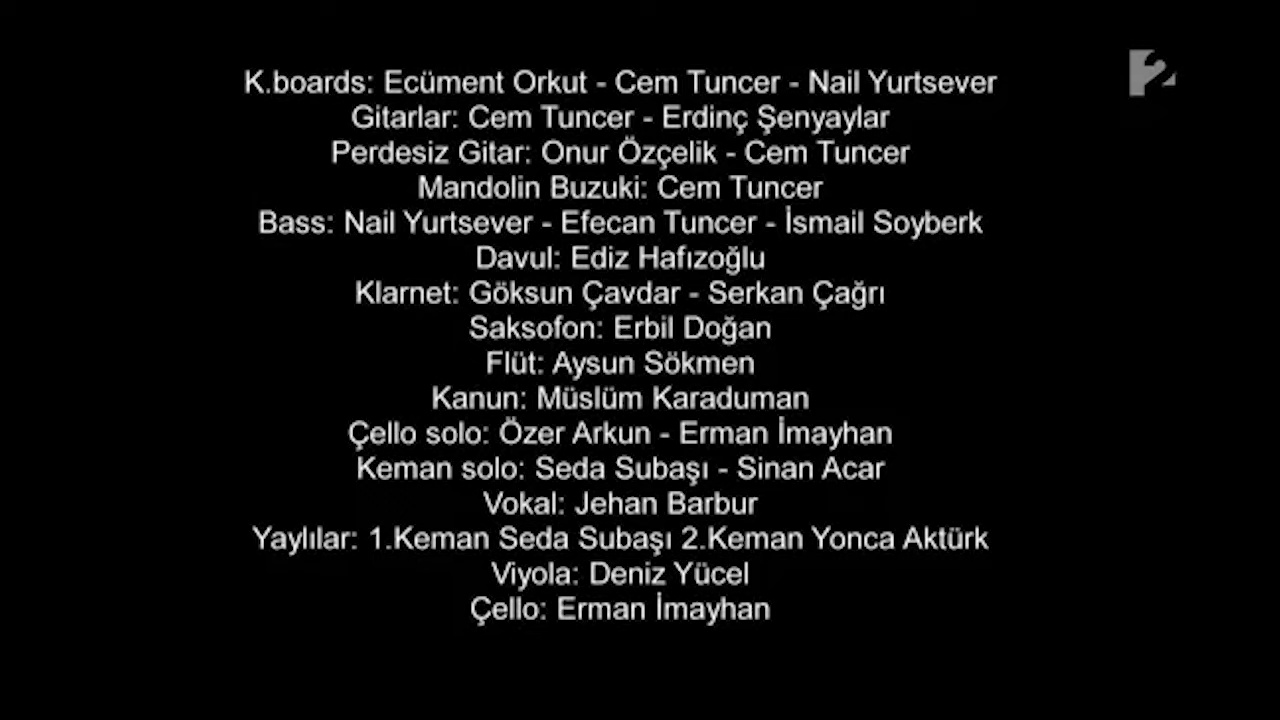 K.boards: Ecüment Orkut - Cem Tuncer - Nail Yurtsever
Gitarlar: Cem Tuncer - Erdinç Şenyaylar
Perdesiz Gitar: Onur Özçelik - Cem Tuncer
Mandolin Buzuki: Cem Tuncer
Bass: Nail Yurtsever - Efecan Tuncer - İsmail Soyberk
Davul: Ediz Hafızoğlu
Klarnet: Göksun Çavdar - Serkan Çağrı
Saksofon: Erbil Doğan
Flüt: Aysun Sökmen
Kanun: Müslüm Karaduman
Çello solo: Özer Arkun - Erman İmayhan
Keman solo: Seda Subaşı - Sinan Acar
Vokal: Jehan Barbur
Yaylılar: 1.Keman Seda Subaşı 2.Keman Yonca Aktürk
Viyola: Deniz Yücel
Çello: Erman İmayhan
2